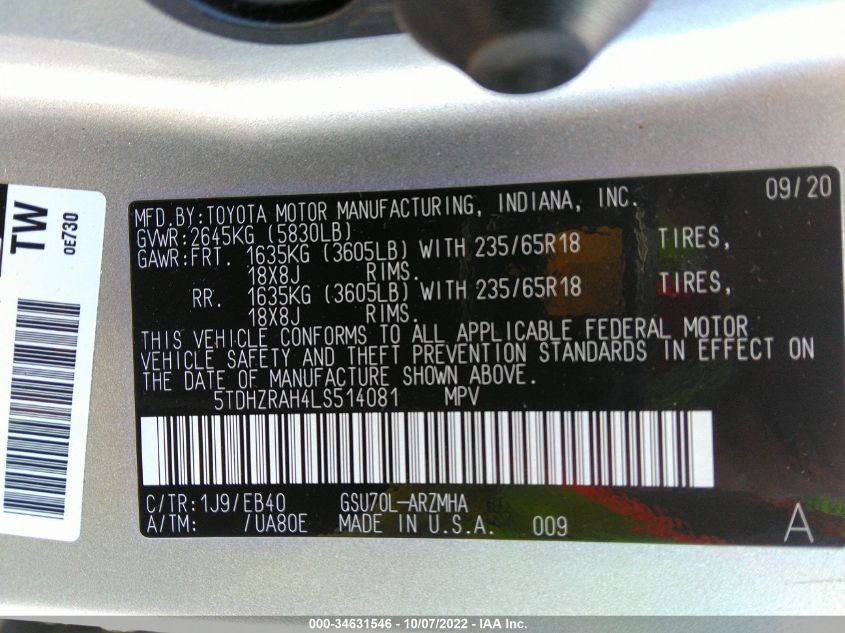 TW
0E730
09/20
MFD.BY:TOYOTA MOTOR MANUFACTURING, INDIANA, INC.
GVWR:2645KG (5830LB)
GAWR:FRT. 1635KG (3605LB) WITH 235/65R18 TIRES,
18X8J RIMS.
RR. 1635KG (3605LB) WITH 235/65R18 TIRES,
18X8J RIMS.
THIS VEHICLE CONFORMS TO ALL APPLICABLE FEDERAL MOTOR
VEHICLE SAFETY AND THEFT PREVENTION STANDARDS IN EFFECT ON
THE DATE OF MANUFACTURE SHOWN ABOVE.
5TDHZRAH4LS514081 MPV
C/TR:1J9/EB40 GSU70L-ARZMHA
A/TM: /UA80E MADE IN U.S.A. 009 A
000-34631546 - 10/07/2022 - IAA Inc.